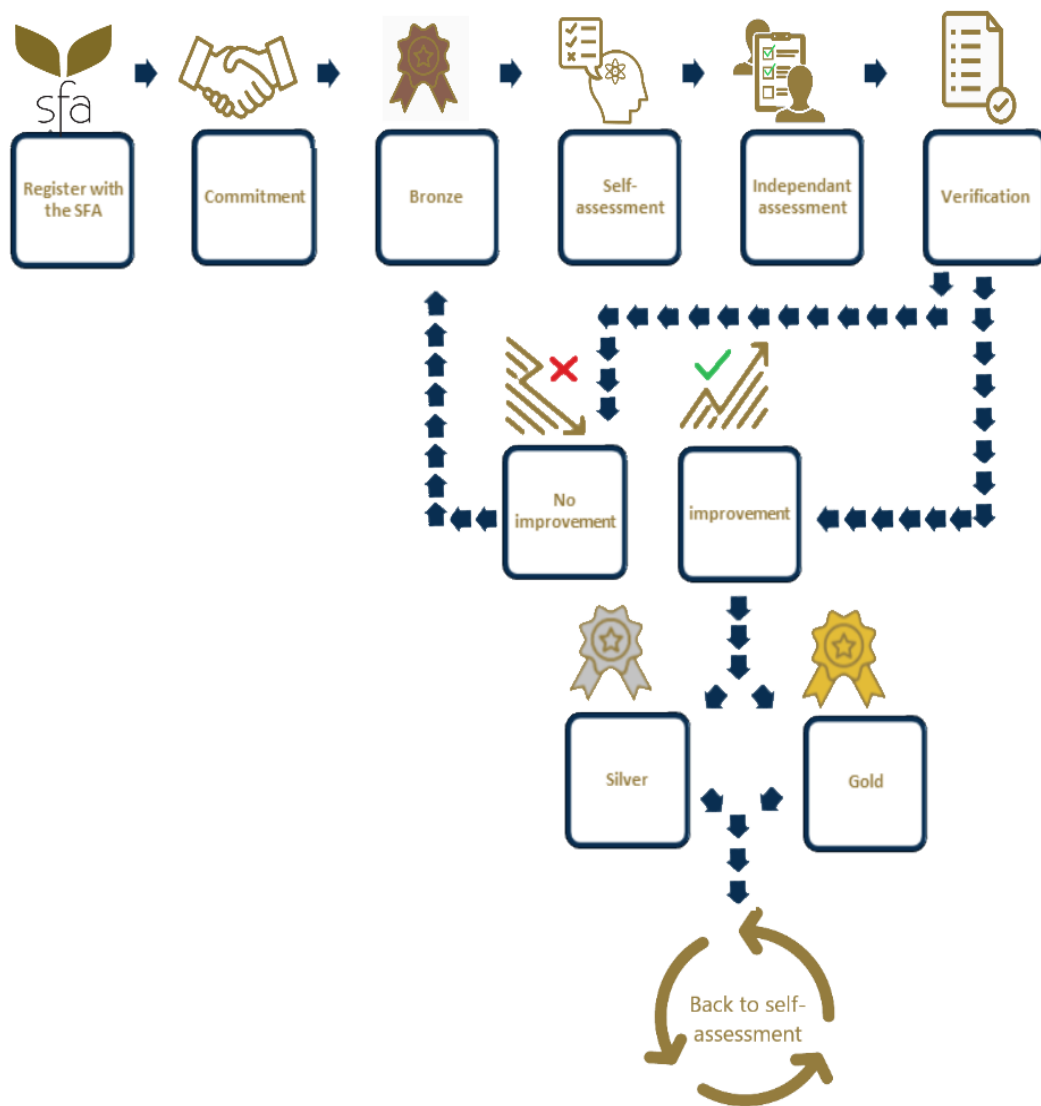 sfa
Register with
the SFA
Commitment
Bronze
Self-
assessment
Independant
assessment
Verification
No
improvement
improvement
Silver
Gold
Back to self-
assessment